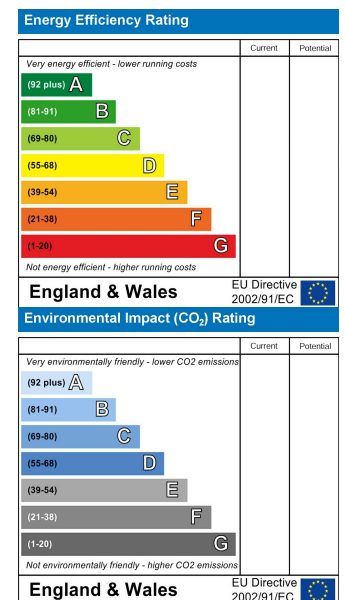 Energy Efficiency Rating
Current Potential
Very energy efficient - lower running costs
(92 plus) A
(81-91) B
(69-80) C
(55-68) D
(39-54) E
(21-38) F
(1-20) G
Not energy efficient - higher running costs
England & Wales
EU Directive
2002/91/EC
Environmental Impact (CO₂) Rating
Current Potential
Very environmentally friendly - lower CO2 emissions
(92 plus) A
(81-91) B
(69-80) C
(55-68) D
(39-54) E
(21-38) F
(1-20) G
Not environmentally friendly - higher CO2 emissions
England & Wales
EU Directive
2002/91/EC